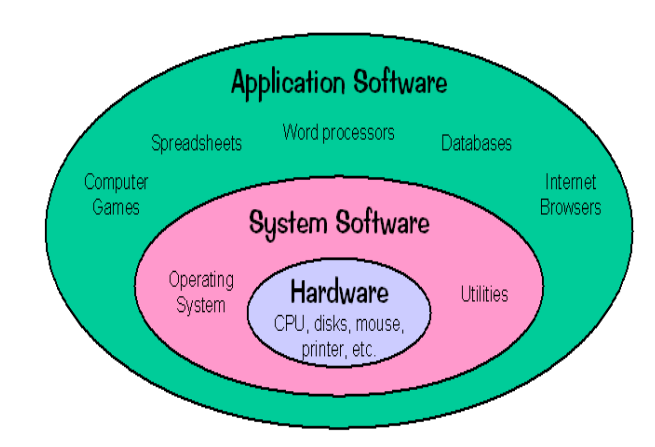 Application Software
Spreadsheets
Word processors
Databases
Computer
Games
Internet
Browsers
System Software
Operating
System
Utilities
Hardware
CPU, disks, mouse,
printer, etc.